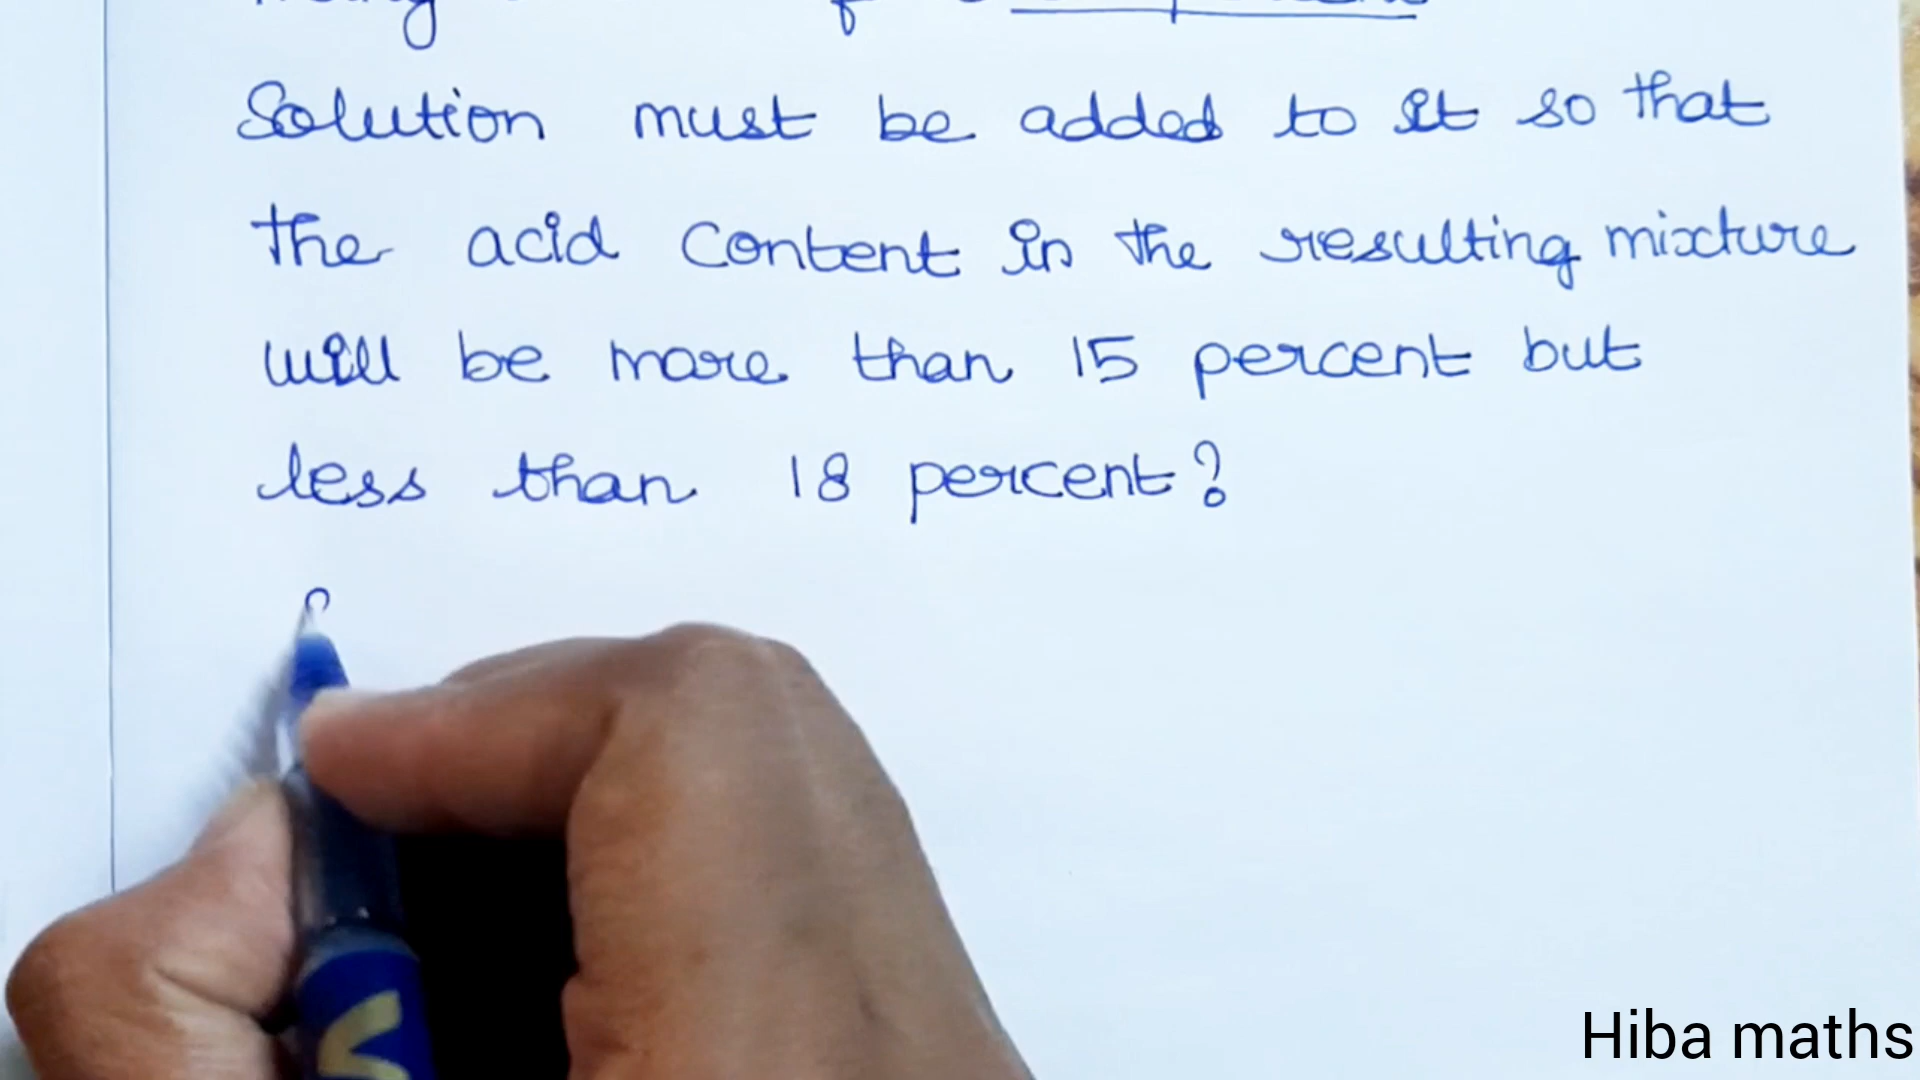 Solution must be added to it so that
the acid content in the resulting mixture
will be more than 15 percent but
less than 18 percent?
Hiba maths